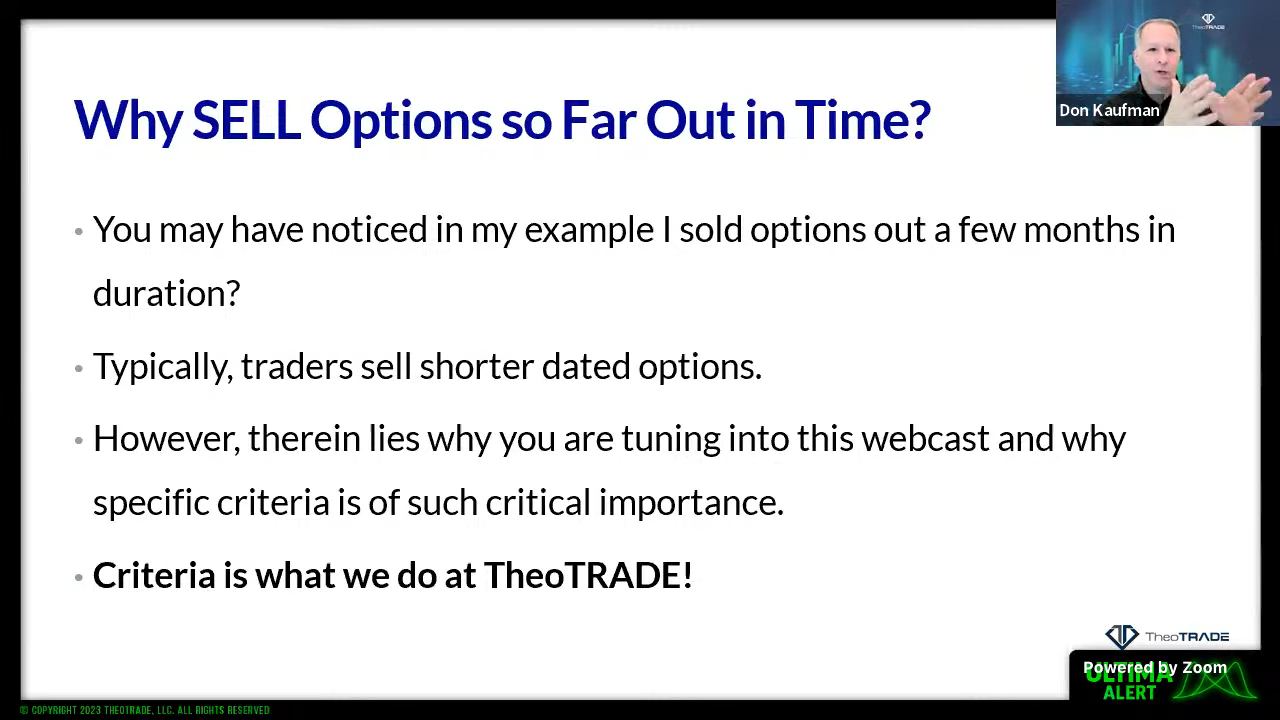 TheoTRADE
Don Kaufman
Why SELL Options so Far Out in Time?
• You may have noticed in my example I sold options out a few months in
duration?
• Typically, traders sell shorter dated options.
• However, therein lies why you are tuning into this webcast and why
specific criteria is of such critical importance.
• Criteria is what we do at TheoTRADE!
TheoTRADE
Powered by Zoom
ULTIMA
ALERT
© COPYRIGHT 2023 THEOTRADE, LLC. ALL RIGHTS RESERVED